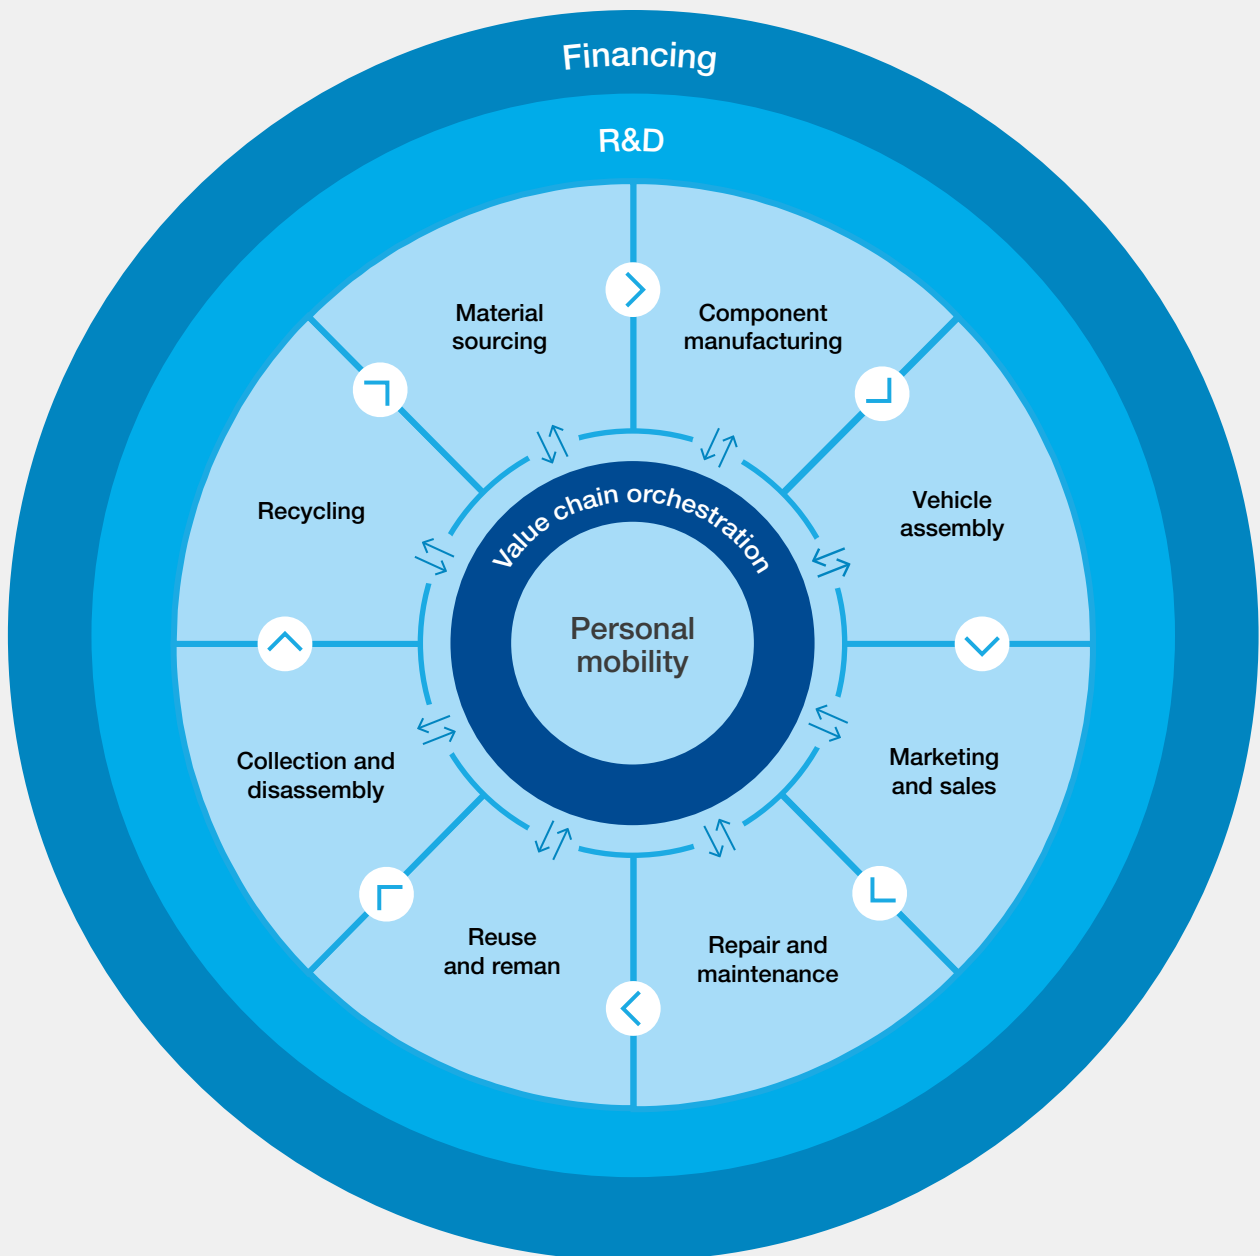 Financing
R&D
Material
sourcing
Component
manufacturing
Vehicle
assembly
Marketing
and sales
Repair and
maintenance
Reuse
and reman
Collection and
disassembly
Recycling
Value chain orchestration
Personal
mobility